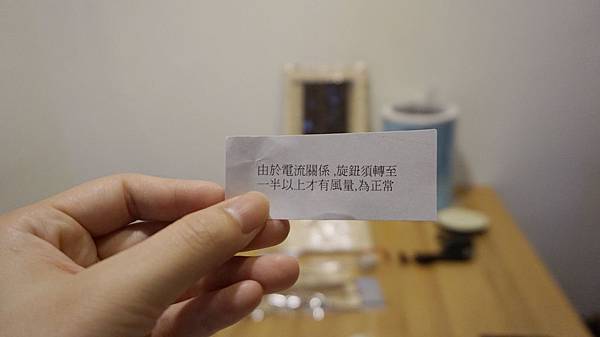 由於電流關係,旋鈕須轉至
一半以上才有風量,為正常